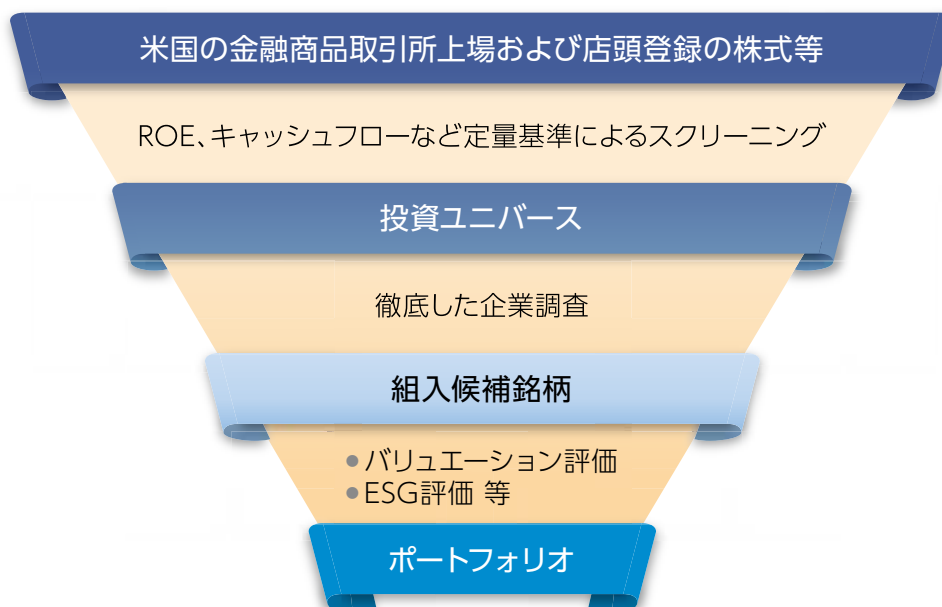 米国の金融商品取引所上場および店頭登録の株式等
ROE、キャッシュフローなど定量基準によるスクリーニング
投資ユニバース
徹底した企業調査
組入候補銘柄
●バリュエーション評価
●ESG評価 等
ポートフォリオ